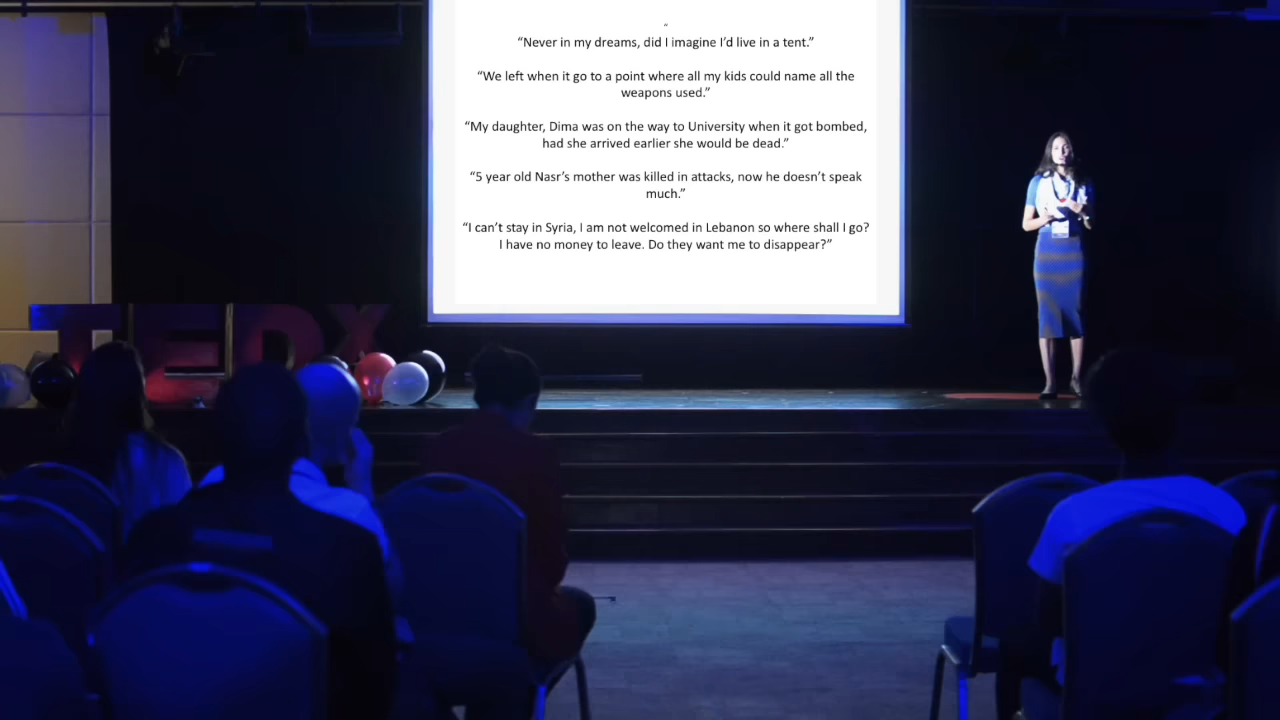 “Never in my dreams, did I imagine I’d live in a tent.”
“We left when it go to a point where all my kids could name all the
weapons used.”
“My daughter, Dima was on the way to University when it got bombed,
had she arrived earlier she would be dead.”
“5 year old Nasr’s mother was killed in attacks, now he doesn’t speak
much.”
“I can’t stay in Syria, I am not welcomed in Lebanon so where shall I go?
I have no money to leave. Do they want me to disappear?”
TEDx